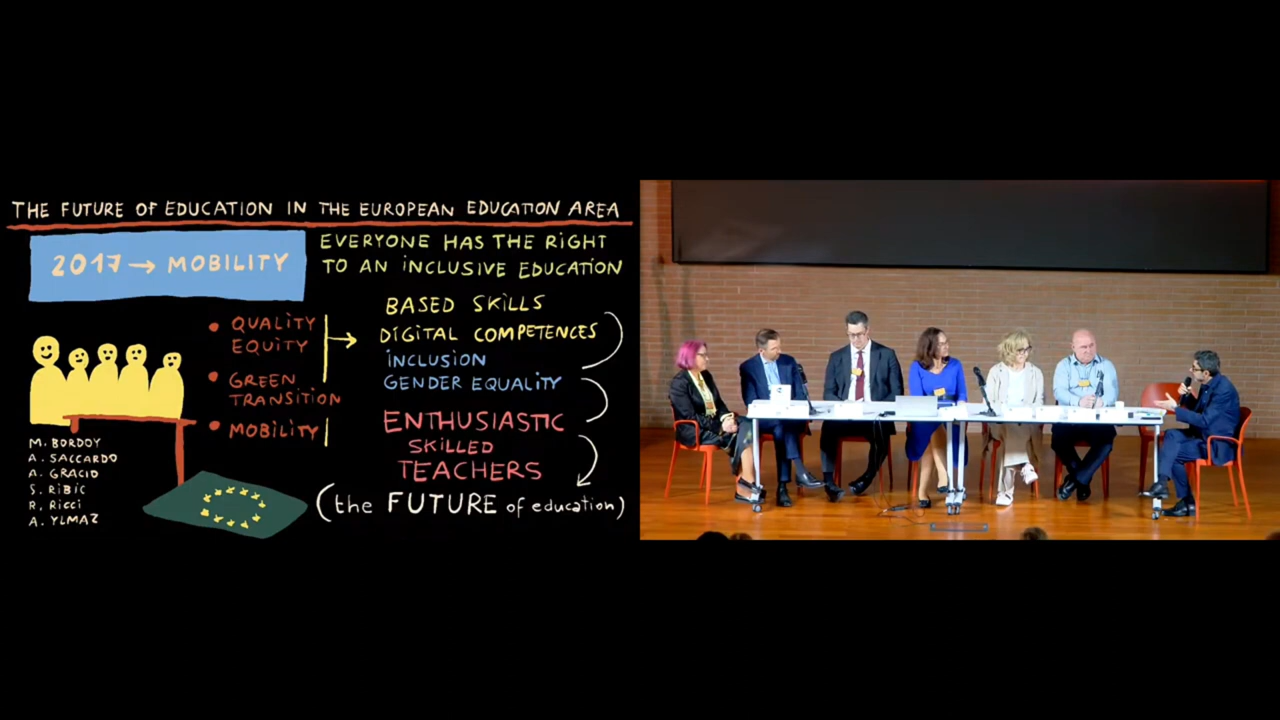 THE FUTURE OF EDUCATION IN THE EUROPEAN EDUCATION AREA
2017 → MOBILITY
EVERYONE HAS THE RIGHT
TO AN INCLUSIVE EDUCATION
• QUALITY
EQUITY
• GREEN
TRANSITION
• MOBILITY
BASED SKILLS
DIGITAL COMPETENCES
INCLUSION
GENDER EQUALITY
ENTHUSIASTIC
SKILLED
TEACHERS
(the FUTURE of education)
M. BORDOY
A. SACCARDO
A. GRACIO
S. RIBIC
R. RICCI
A. YLMAZ